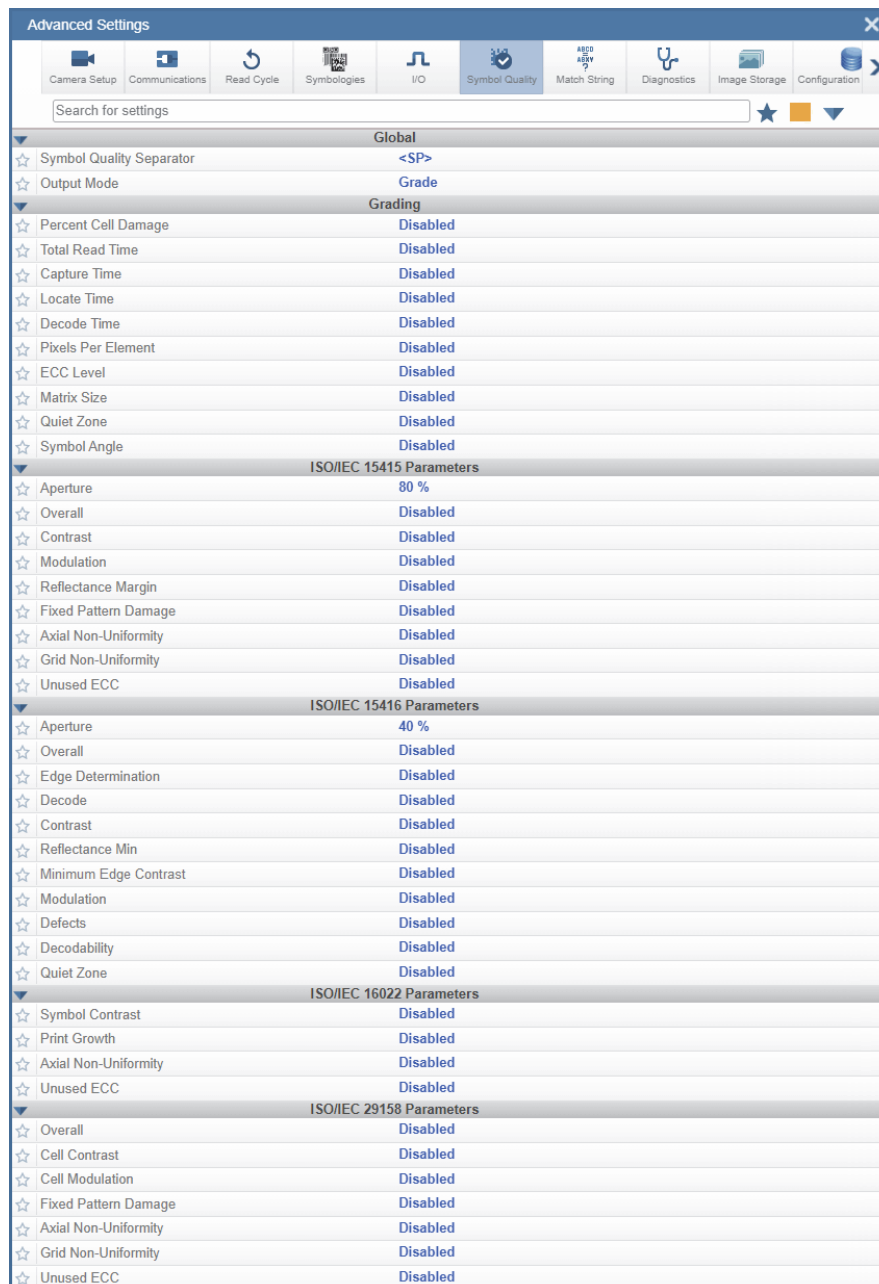 Advanced Settings
Camera Setup Communications Read Cycle Symbologies I/O Symbol Quality Match String Diagnostics Image Storage Configuration
Search for settings
Global
Symbol Quality Separator <SP>
Output Mode Grade
Grading
Percent Cell Damage Disabled
Total Read Time Disabled
Capture Time Disabled
Locate Time Disabled
Decode Time Disabled
Pixels Per Element Disabled
ECC Level Disabled
Matrix Size Disabled
Quiet Zone Disabled
Symbol Angle Disabled
ISO/IEC 15415 Parameters
Aperture 80 %
Overall Disabled
Contrast Disabled
Modulation Disabled
Reflectance Margin Disabled
Fixed Pattern Damage Disabled
Axial Non-Uniformity Disabled
Grid Non-Uniformity Disabled
Unused ECC Disabled
ISO/IEC 15416 Parameters
Aperture 40 %
Overall Disabled
Edge Determination Disabled
Decode Disabled
Contrast Disabled
Reflectance Min Disabled
Minimum Edge Contrast Disabled
Modulation Disabled
Defects Disabled
Decodability Disabled
Quiet Zone Disabled
ISO/IEC 16022 Parameters
Symbol Contrast Disabled
Print Growth Disabled
Axial Non-Uniformity Disabled
Unused ECC Disabled
ISO/IEC 29158 Parameters
Overall Disabled
Cell Contrast Disabled
Cell Modulation Disabled
Fixed Pattern Damage Disabled
Axial Non-Uniformity Disabled
Grid Non-Uniformity Disabled
Unused ECC Disabled